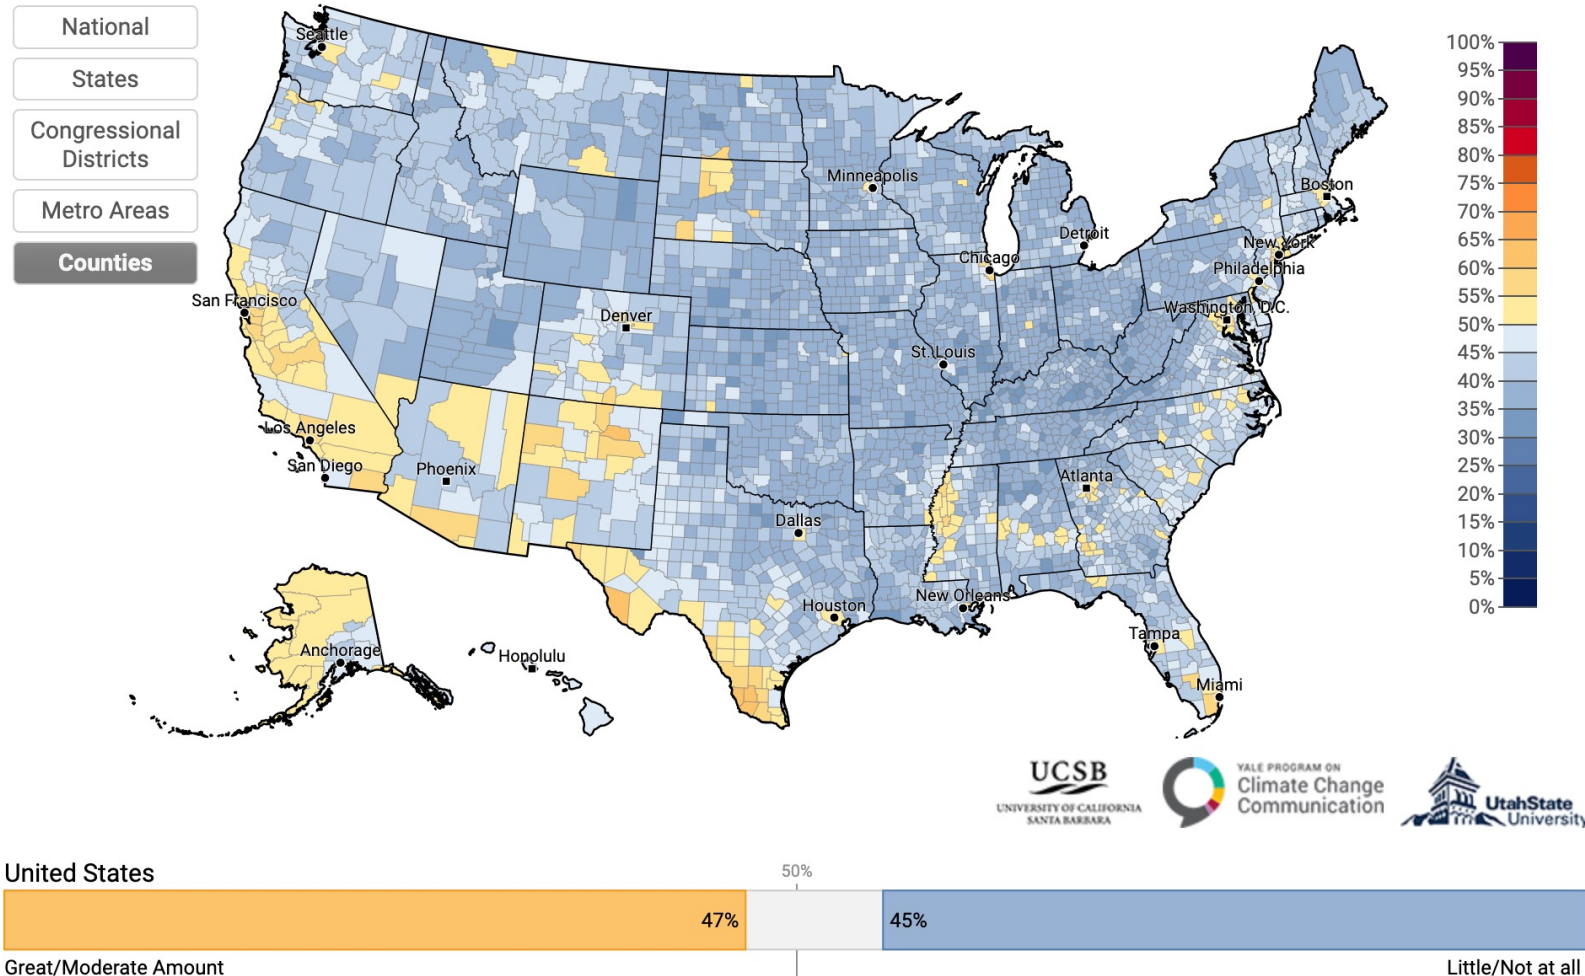 National
States
Congressional
Districts
Metro Areas
Counties
Seattle
Minneapolis
Boston
Detroit
New York
Chicago
Philadelphia
San Francisco
Washington, D.C.
Denver
St. Louis
Los Angeles
San Diego
Phoenix
Atlanta
Dallas
New Orleans
Houston
Tampa
Anchorage
Honolulu
Miami
100%
95%
90%
85%
80%
75%
70%
65%
60%
55%
50%
45%
40%
35%
30%
25%
20%
15%
10%
5%
0%
UCSB
UNIVERSITY OF CALIFORNIA
SANTA BARBARA
YALE PROGRAM ON
Climate Change
Communication
UtahState
University
United States
50%
47%
45%
Great/Moderate Amount
Little/Not at all